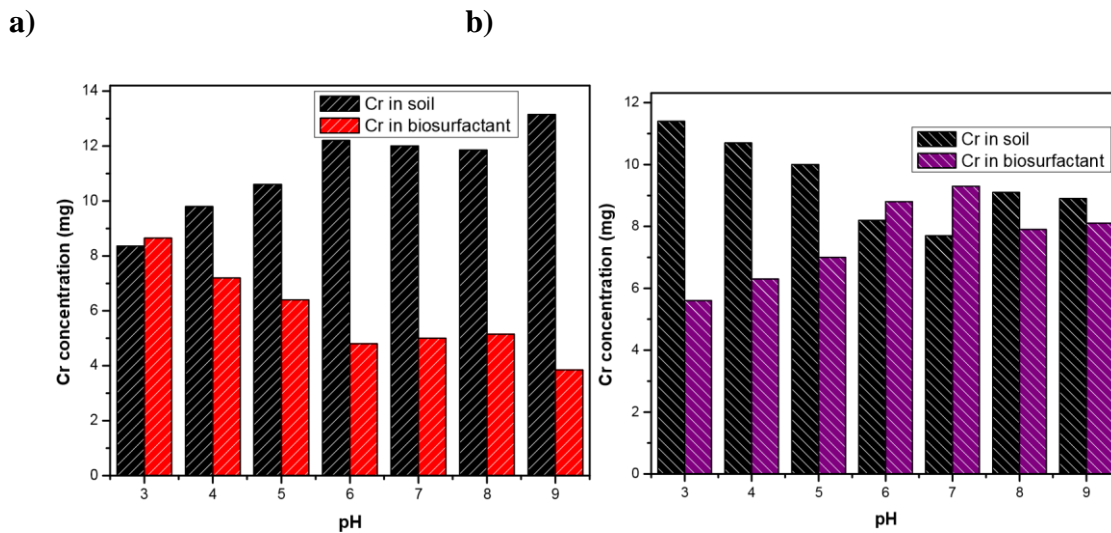 a)
b)
Cr in soil
Cr in biosurfactant
Cr concentration (mg)
14
12
10
8
6
4
2
0
3 4 5 6 7 8 9
pH
Cr in soil
Cr in biosurfactant
Cr concentration (mg)
12
10
8
6
4
2
0
3 4 5 6 7 8 9
pH